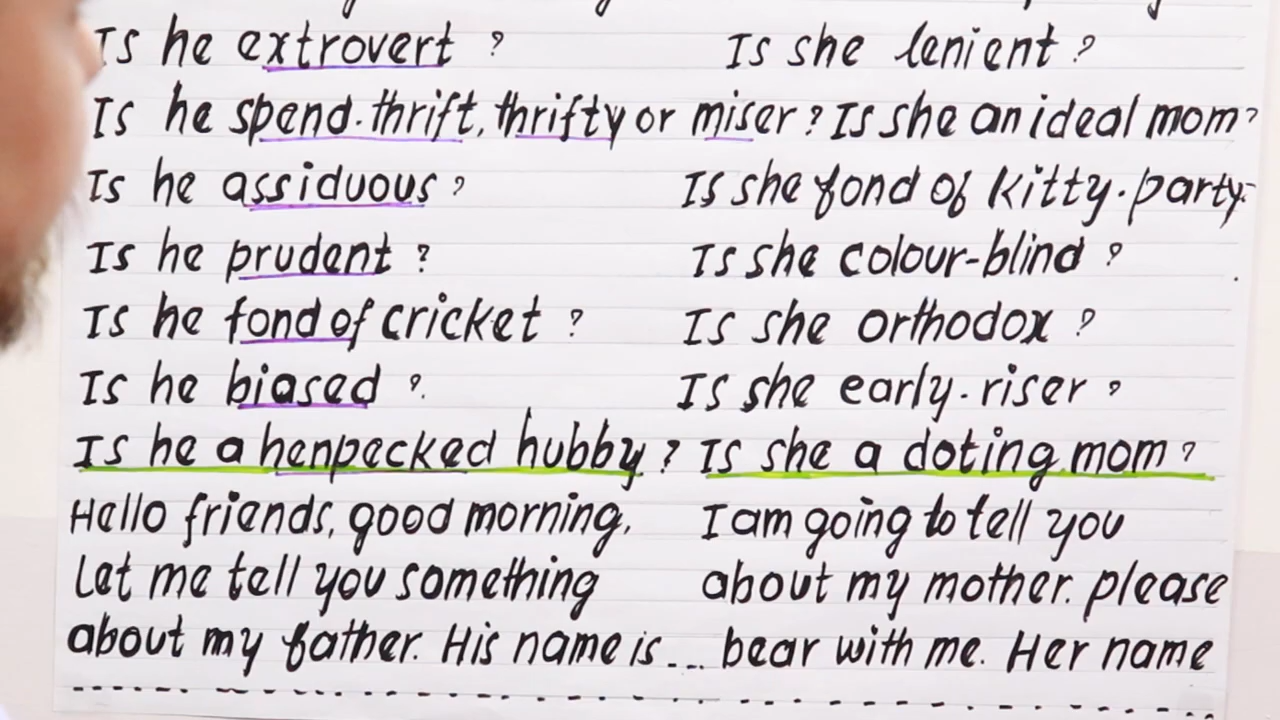 Is he extrovert ? Is she lenient ?
Is he spend-thrift, thrifty or miser ? Is she an ideal mom?
Is he assiduous ? Is she fond of kitty-party
Is he prudent ? Is she colour-blind ?
Is he fond of cricket ? Is she orthodox ?
Is he biased ? Is she early-riser ?
Is he a henpecked hubby ? Is she a doting mom ?
Hello friends, good morning, I am going to tell you
Let me tell you something about my mother. please
about my father. His name is... bear with me. Her name